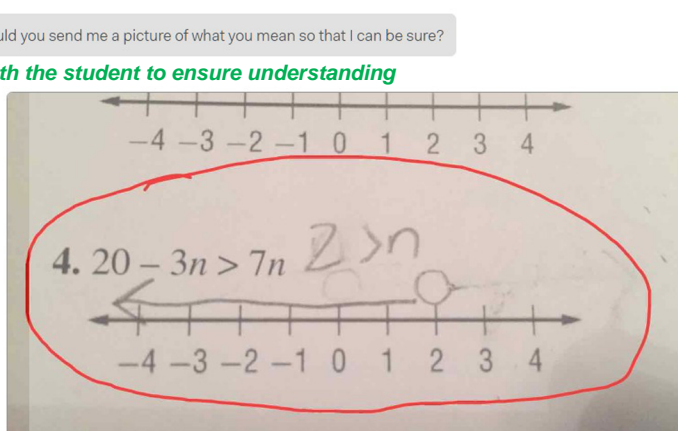 uld you send me a picture of what you mean so that I can be sure?
th the student to ensure understanding
−4 −3 −2 −1 0 1 2 3 4
4. 20 − 3n > 7n 2 >n
−4 −3 −2 −1 0 1 2 3 4